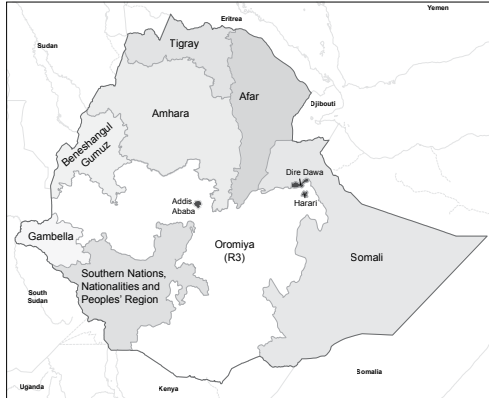 Yemen
Eritrea
Sudan
Tigray
Afar
Amhara
Djibouti
Beneshangul
Gumuz
Dire Dawa
Harari
Addis
Ababa
Gambella
Oromiya
(R3)
Somali
Southern Nations,
Nationalities and
Peoples' Region
South
Sudan
Somalia
Uganda
Kenya